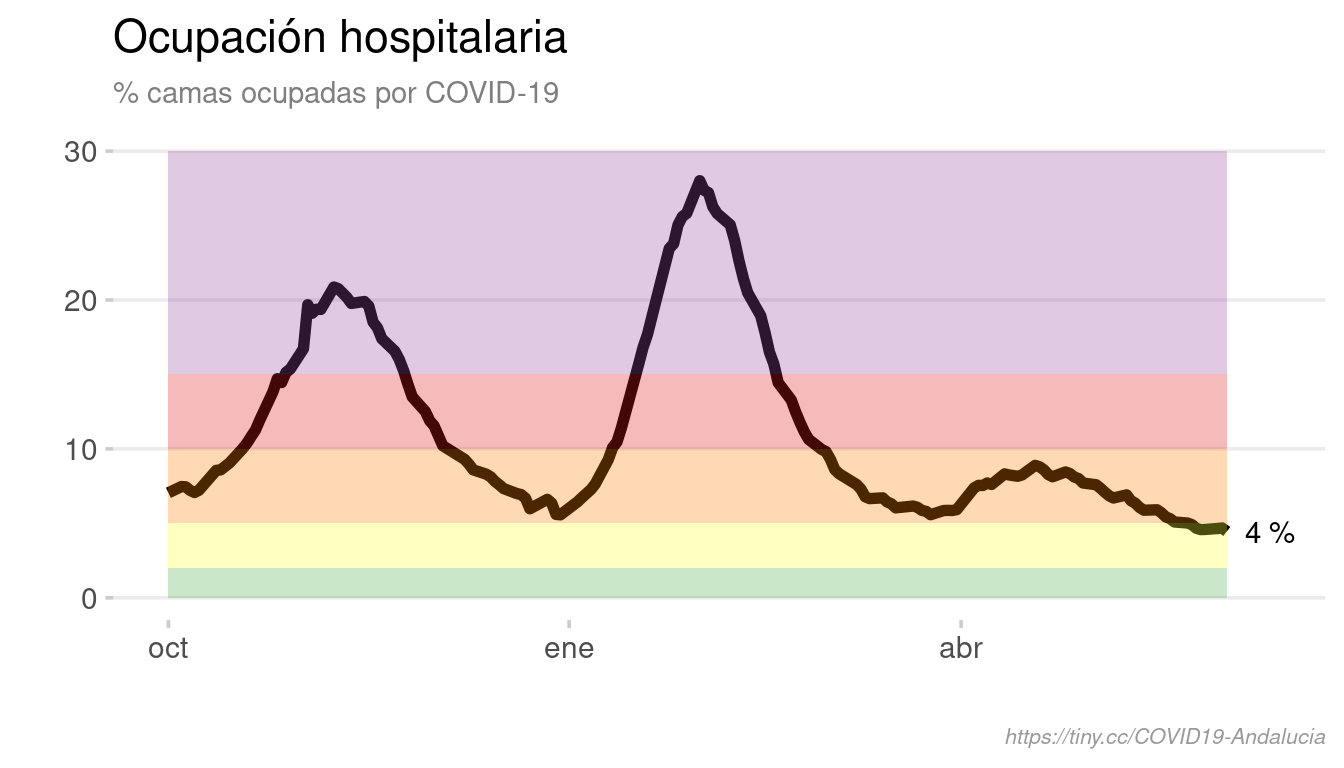 Ocupación hospitalaria
% camas ocupadas por COVID-19
30
20
10
0
4 %
oct
ene
abr
https://tiny.cc/COVID19-Andalucia